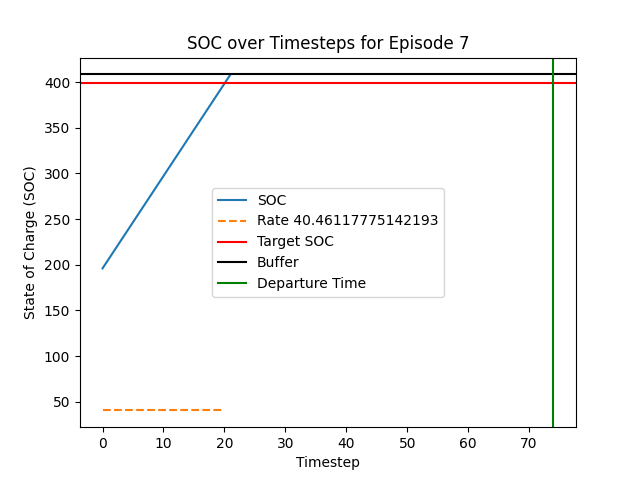 SOC over Timesteps for Episode 7
State of Charge (SOC)
400
350
300
250
200
150
100
50
SOC
Rate 40.46117775142193
Target SOC
Buffer
Departure Time
0 10 20 30 40 50 60 70
Timestep